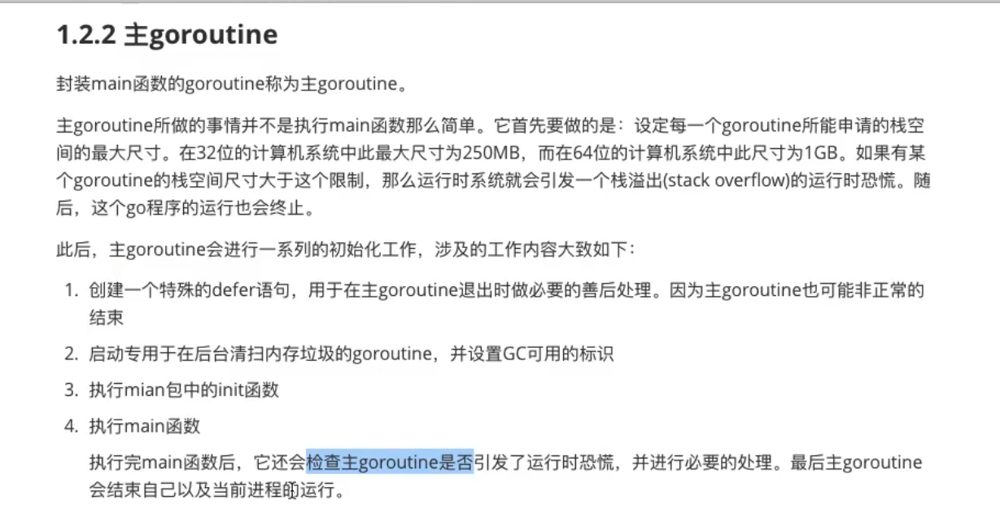 1.2.2 主goroutine
封装main函数的goroutine称为主goroutine。
主goroutine所做的事情并不是执行main函数那么简单。它首先要做的是：设定每一个goroutine所能申请的栈空
间的最大尺寸。在32位的计算机系统中此最大尺寸为250MB，而在64位的计算机系统中此尺寸为1GB。如果有某
个goroutine的栈空间尺寸大于这个限制，那么运行时系统就会引发一个栈溢出(stack overflow)的运行时恐慌。随
后，这个go程序的运行也会终止。
此后，主goroutine会进行一系列的初始化工作，涉及的工作内容大致如下：
1. 创建一个特殊的defer语句，用于在主goroutine退出时做必要的善后处理。因为主goroutine也可能非正常的
结束
2. 启动专用于在后台清扫内存垃圾的goroutine，并设置GC可用的标识
3. 执行mian包中的init函数
4. 执行main函数
执行完main函数后，它还会检查主goroutine是否引发了运行时恐慌，并进行必要的处理。最后主goroutine
会结束自己以及当前进程的运行。